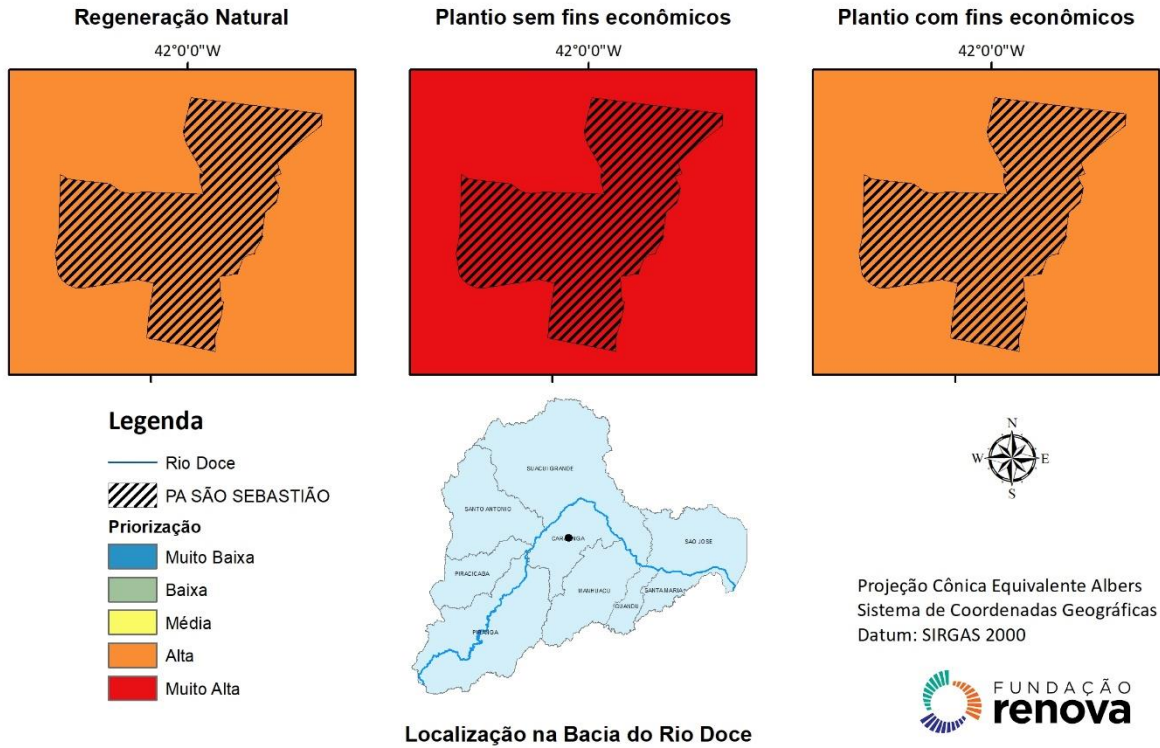 Regeneração Natural
Plantio sem fins econômicos
Plantio com fins econômicos
42°0'0"W
42°0'0"W
42°0'0"W
Legenda
Rio Doce
PA SÃO SEBASTIÃO
Priorização
Muito Baixa
Baixa
Média
Alta
Muito Alta
SUACUI GRANDE
SANTO ANTONIO
SAO JOSE
PIRACICABA
MANHUACU
SANTA MARIA
GUANDU
PIRANGA
Localização na Bacia do Rio Doce
N
W
E
S
Projeção Cônica Equivalente Albers
Sistema de Coordenadas Geográficas
Datum: SIRGAS 2000
FUNDAÇÃO
renova